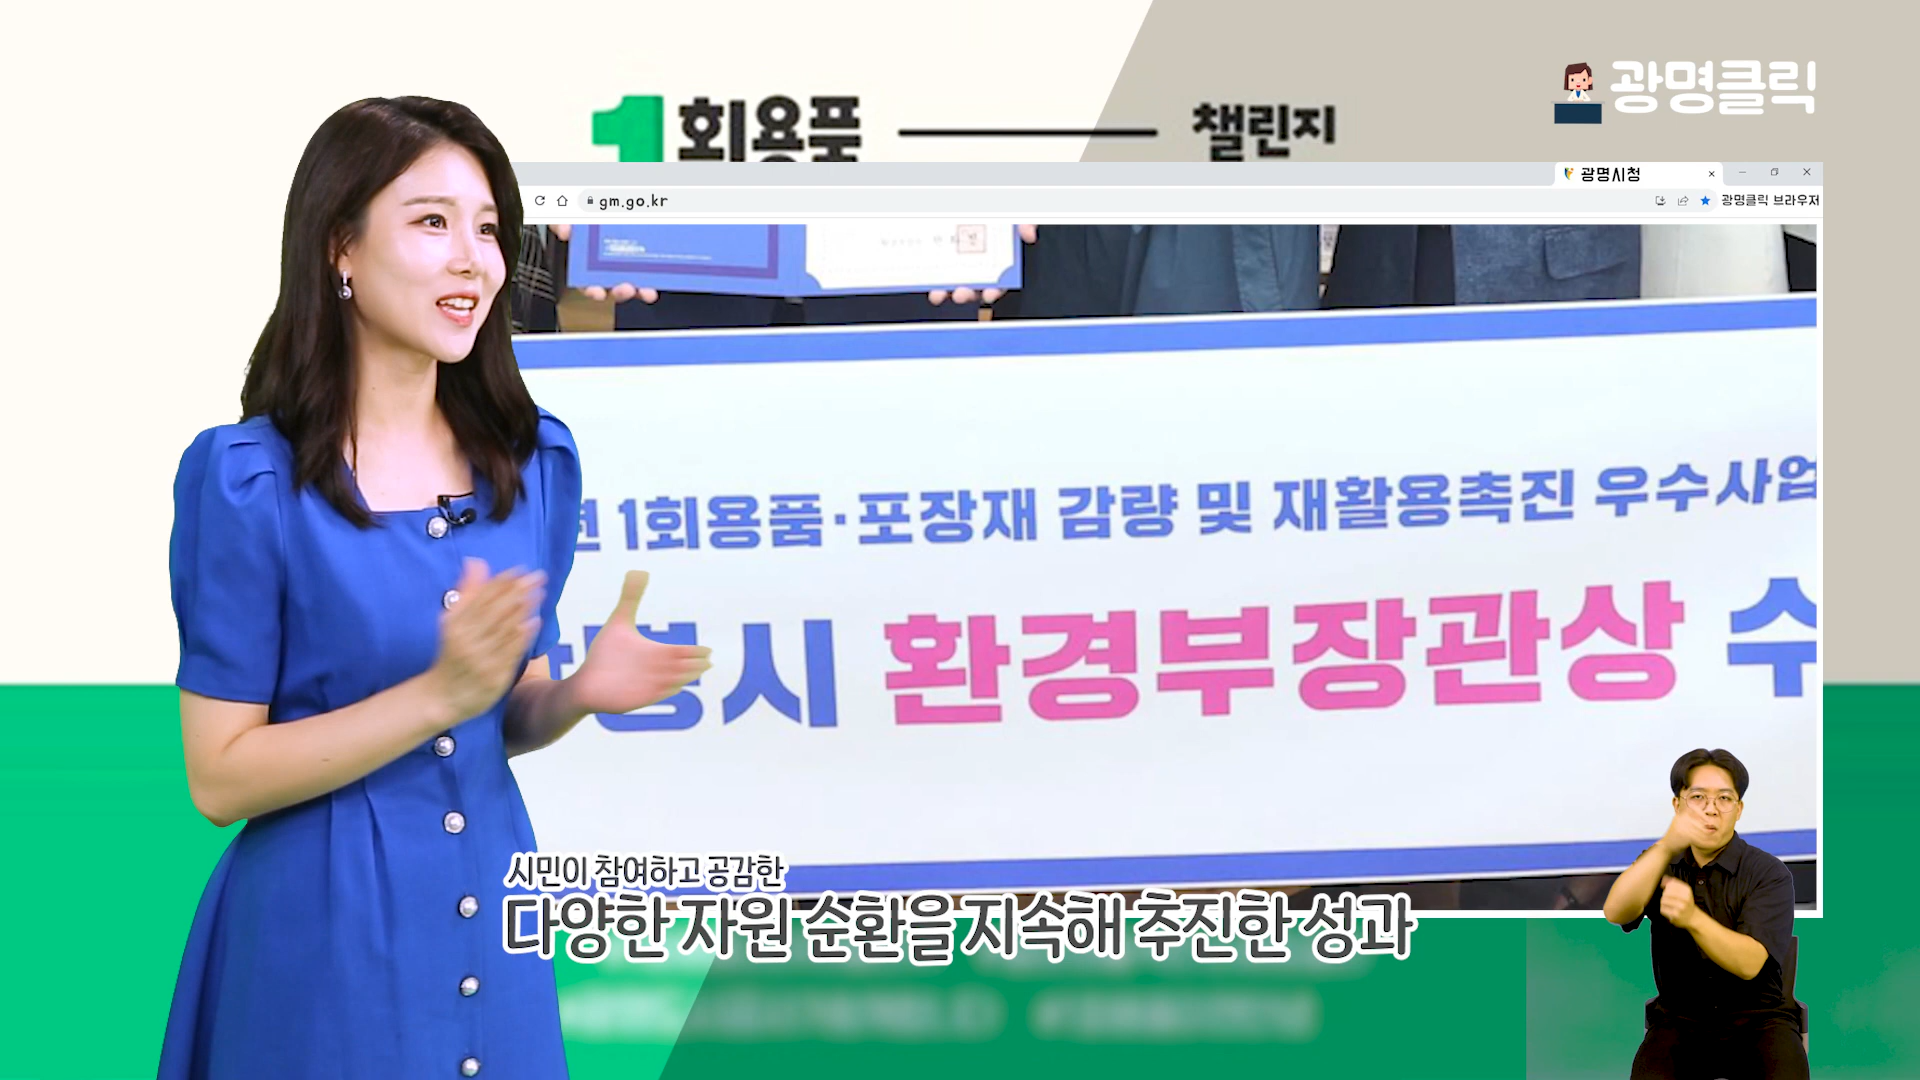 광명클릭
1회용품 챌린지
광명시청
gm.go.kr
광명클릭 브라우저
1회용품·포장재 감량 및 재활용촉진 우수사업
환경부장관상
시민이 참여하고 공감한
다양한 자원 순환을 지속해 추진한 성과